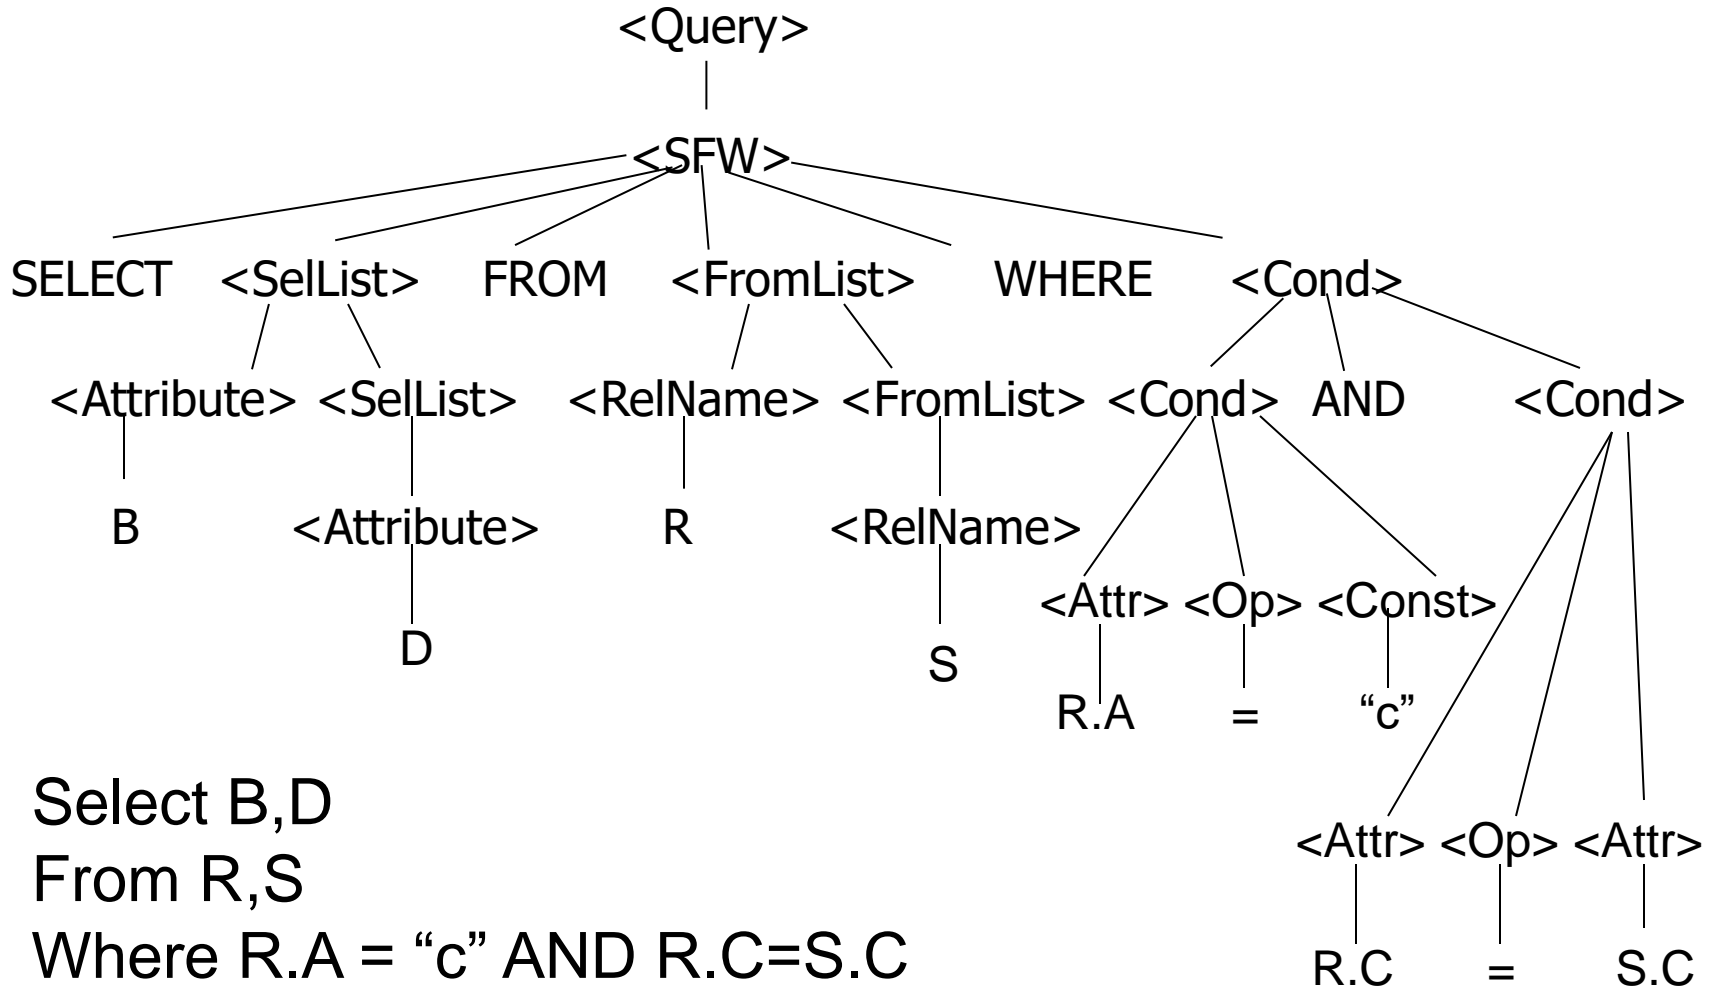 <Query>
<SFW>
SELECT <SelList> FROM <FromList> WHERE <Cond>
<Attribute> <SelList> <RelName> <FromList> <Cond> AND <Cond>
B <Attribute> R <RelName>
<Attr> <Op> <Const>
D S
R.A = “c”
Select B,D
<Attr> <Op> <Attr>
From R,S
Where R.A = “c” AND R.C=S.C
R.C = S.C